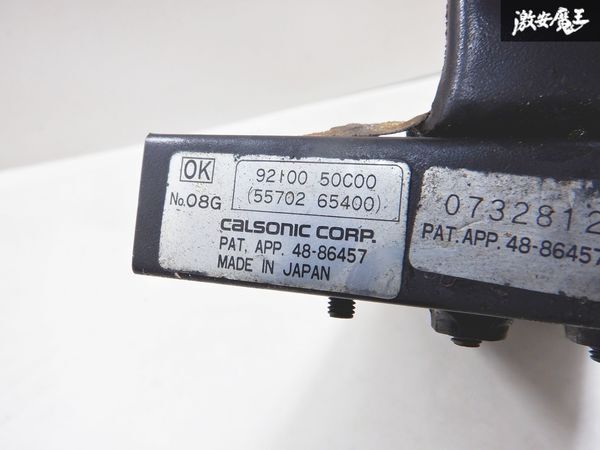 激安魔王
OK
92100 50C00
No.08G
(55702 65400)
CALSONIC CORP.
PAT. APP. 48-86457
MADE IN JAPAN
0732812
PAT. APP. 48-86457